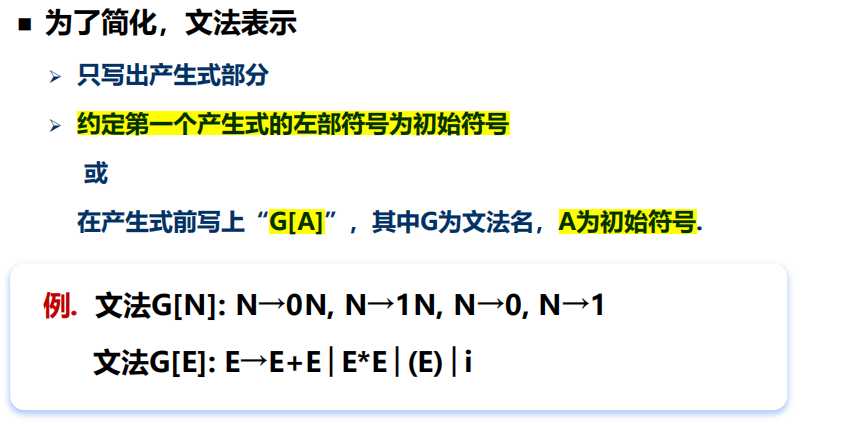 ■ 为了简化，文法表示
➢ 只写出产生式部分
➢ 约定第一个产生式的左部符号为初始符号
或
在产生式前写上“G[A]”，其中G为文法名，A为初始符号.
例. 文法G[N]: N→0N, N→1N, N→0, N→1
文法G[E]: E→E+E│E*E│(E)│i